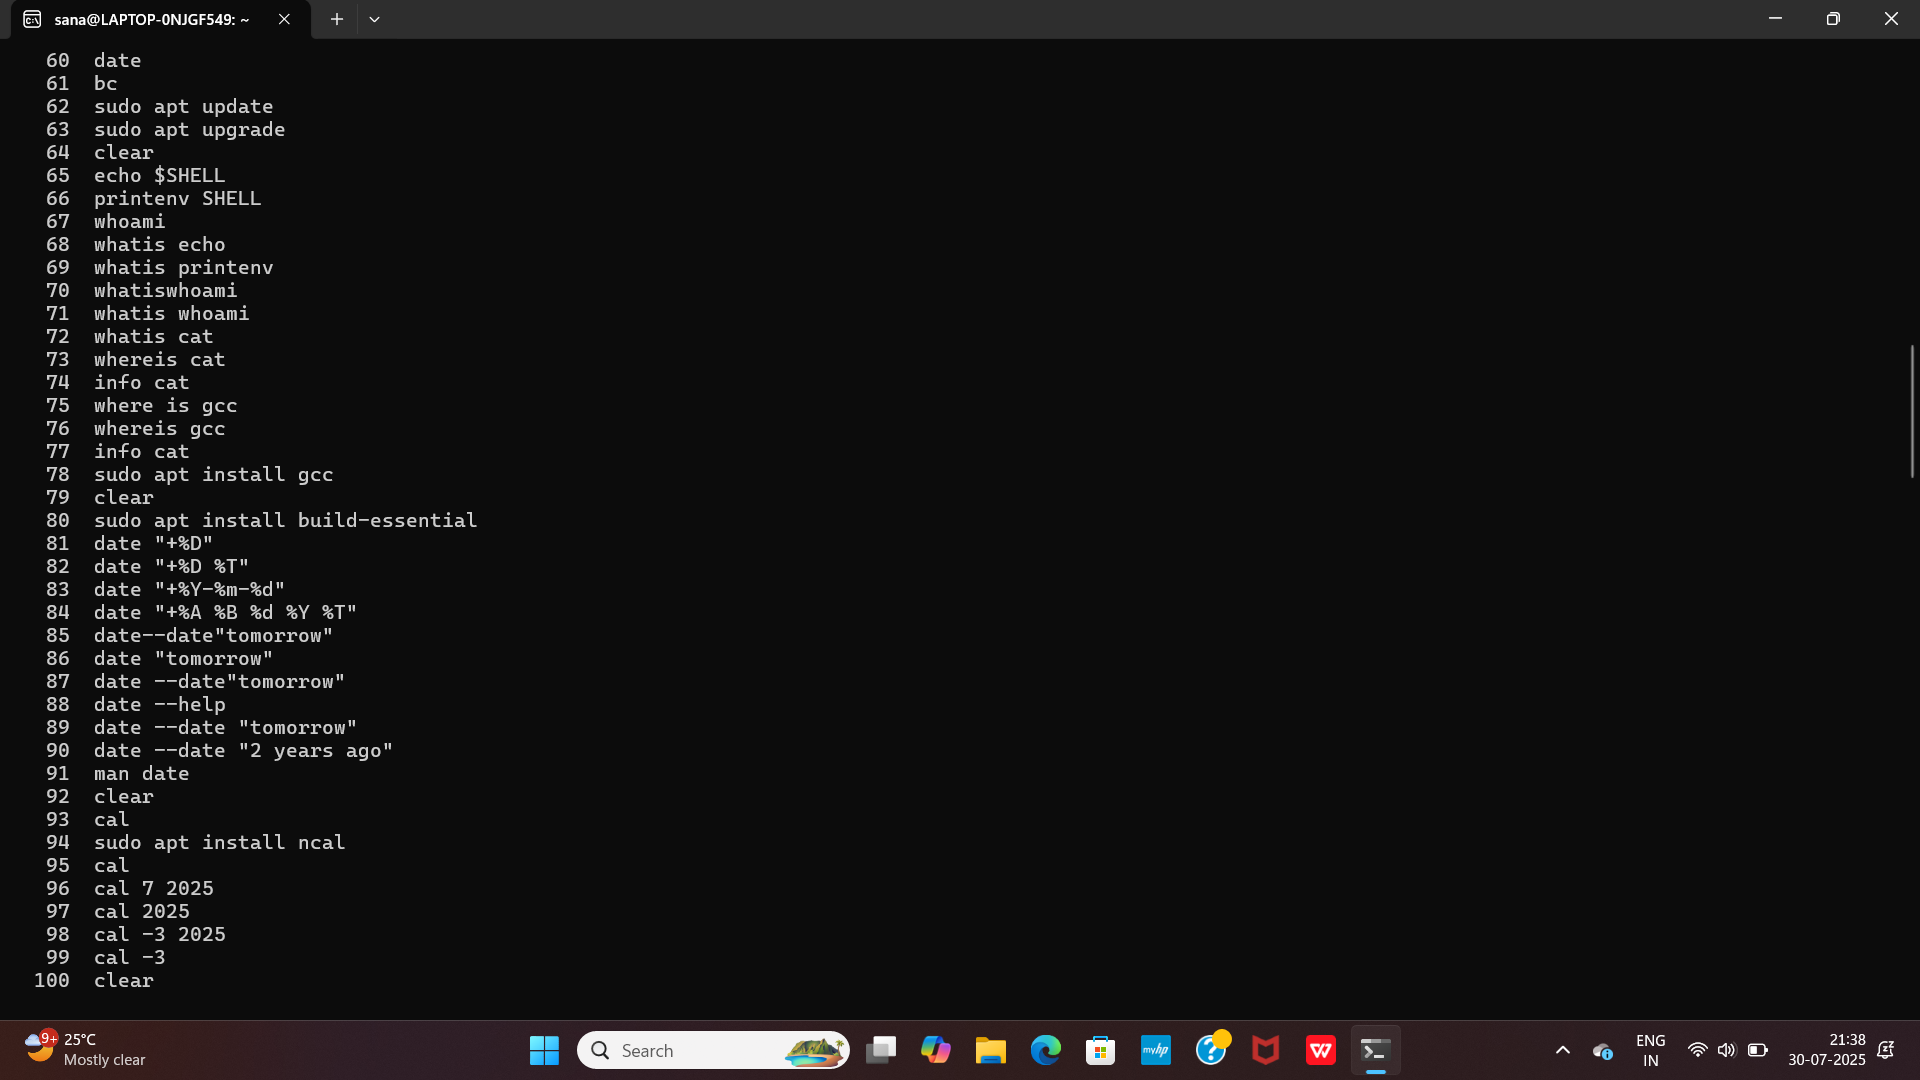 sana@LAPTOP-0NJGF549: ~
60 date
61 bc
62 sudo apt update
63 sudo apt upgrade
64 clear
65 echo $SHELL
66 printenv SHELL
67 whoami
68 whatis echo
69 whatis printenv
70 whatiswhoami
71 whatis whoami
72 whatis cat
73 whereis cat
74 info cat
75 where is gcc
76 whereis gcc
77 info cat
78 sudo apt install gcc
79 clear
80 sudo apt install build-essential
81 date "+%D"
82 date "+%D %T"
83 date "+%Y-%m-%d"
84 date "+%A %B %d %Y %T"
85 date--date"tomorrow"
86 date "tomorrow"
87 date --date"tomorrow"
88 date --help
89 date --date "tomorrow"
90 date --date "2 years ago"
91 man date
92 clear
93 cal
94 sudo apt install ncal
95 cal
96 cal 7 2025
97 cal 2025
98 cal -3 2025
99 cal -3
100 clear
9+
25°C
Mostly clear
Search
myhp
ENG
IN
21:38
30-07-2025